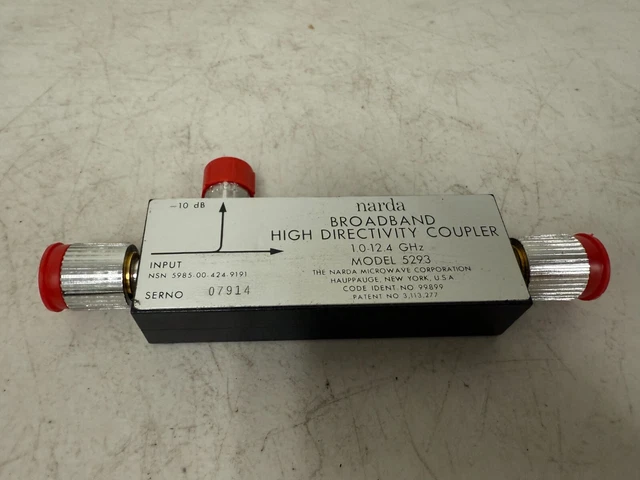 narda
BROADBAND
HIGH DIRECTIVITY COUPLER
1.0-12.4 GHz
MODEL 5293
THE NARDA MICROWAVE CORPORATION
HAUPPAUGE, NEW YORK, U.S.A
CODE IDENT. NO 99899
PATENT NO 3,113,277
-10 dB
INPUT
NSN 5985-00-424-9191
SERNO 07914